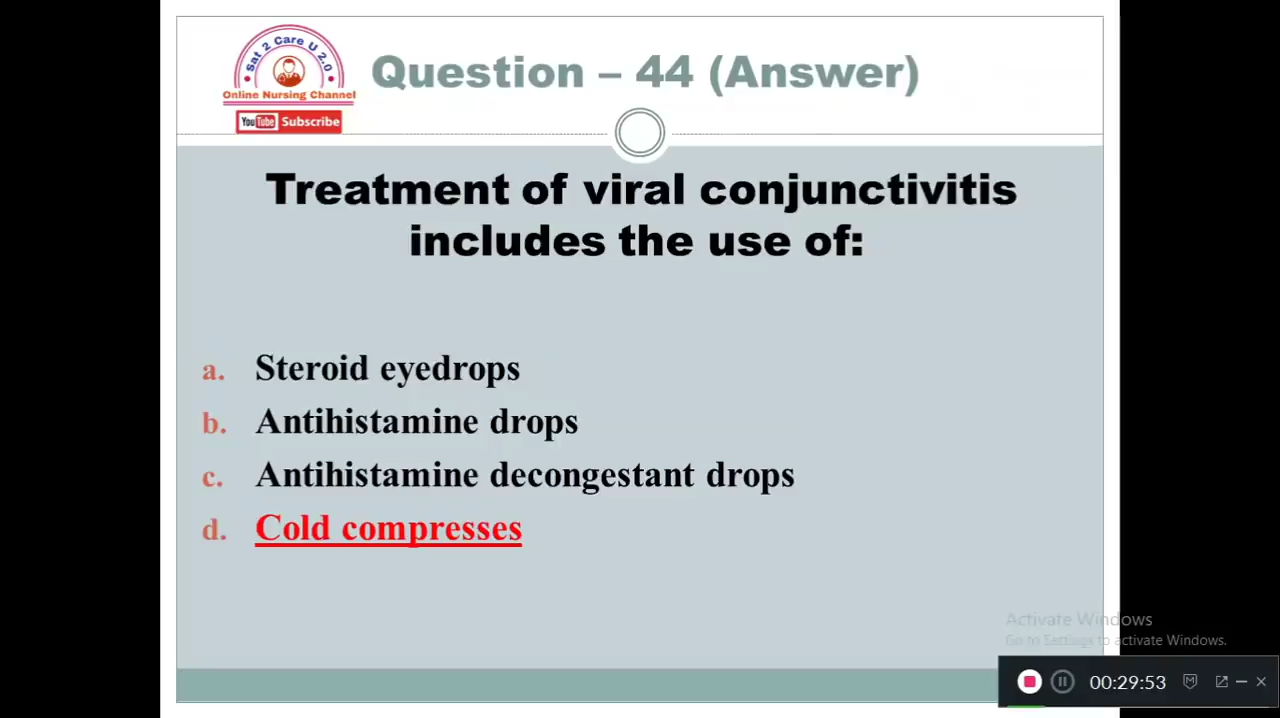 Sat 2 Care U 2.0
Online Nursing Channel
YouTube Subscribe
Question – 44 (Answer)
Treatment of viral conjunctivitis
includes the use of:
a. Steroid eyedrops
b. Antihistamine drops
c. Antihistamine decongestant drops
d. Cold compresses
Activate Windows
Go to Settings to activate Windows.
00:29:53